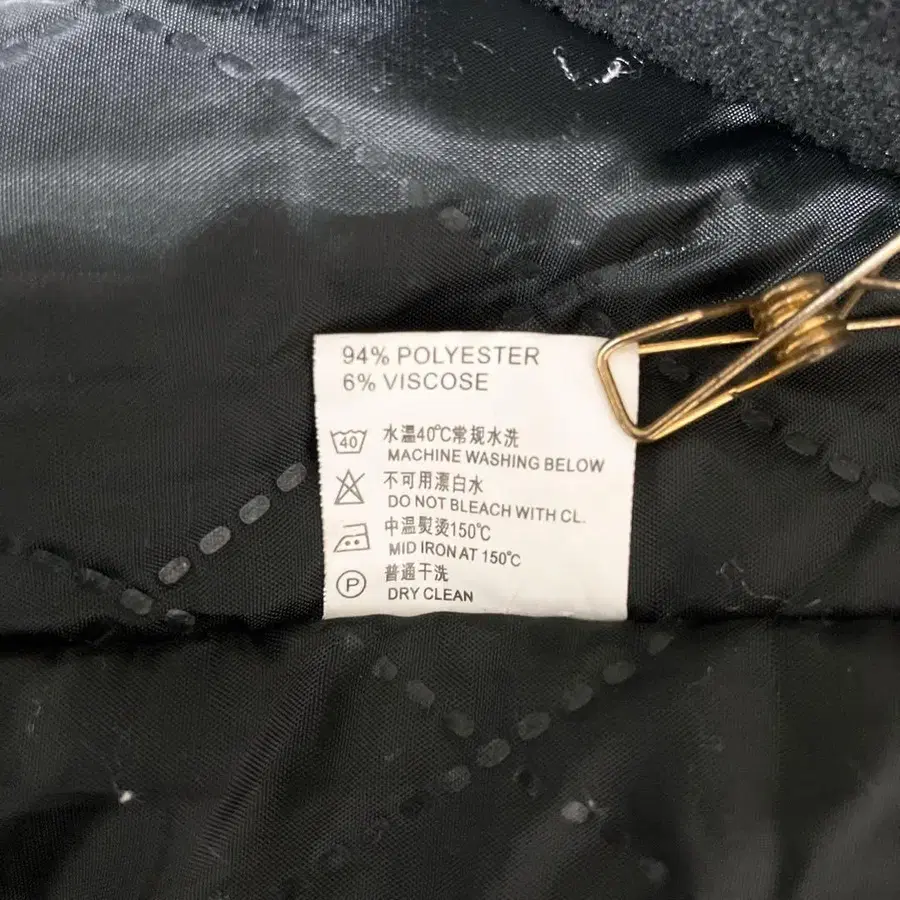 94% POLYESTER
6% VISCOSE
40 水温40℃常规水洗
MACHINE WASHING BELOW
不可用漂白水
DO NOT BLEACH WITH CL.
中温熨烫150℃
MID IRON AT 150℃
P 普通干洗
DRY CLEAN